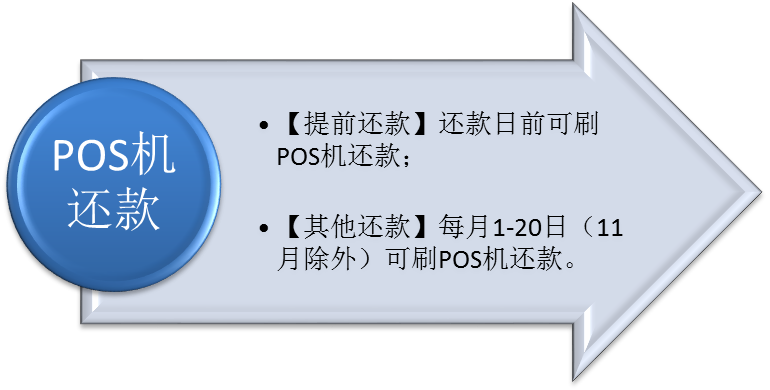 POS机
还款
•【提前还款】还款日前可刷
POS机还款；
•【其他还款】每月1-20日（11
月除外）可刷POS机还款。